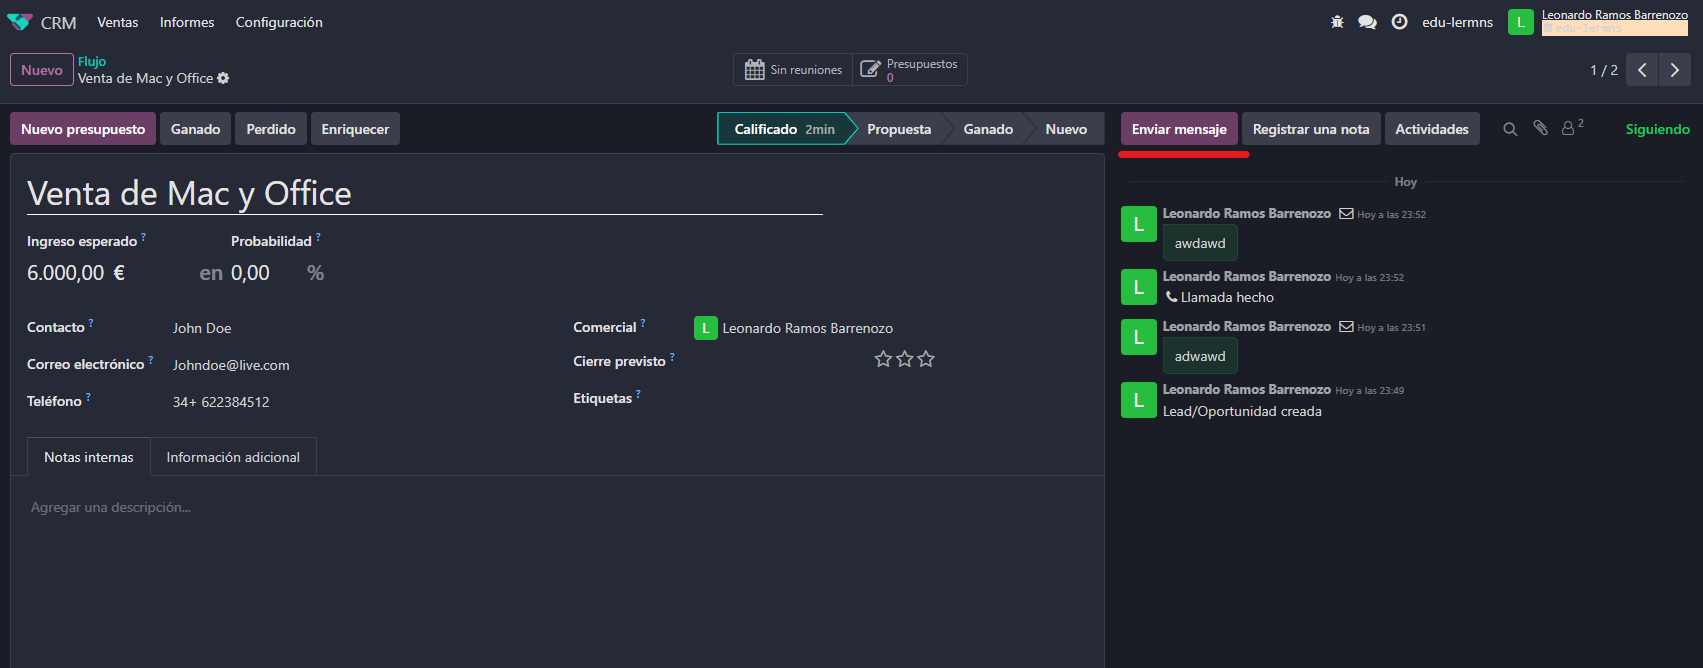 CRM Ventas Informes Configuración edu-lermns L Leonardo Ramos Barrenozo
edu-lermns
Nuevo Flujo
Venta de Mac y Office
Sin reuniones Presupuestos
0
1 / 2
Nuevo presupuesto Ganado Perdido Enriquecer Calificado 2min Propuesta Ganado Nuevo
Enviar mensaje Registrar una nota Actividades 2 Siguiendo
Venta de Mac y Office
Ingreso esperado ? Probabilidad ?
6.000,00 € en 0,00 %
Contacto ? John Doe
Correo electrónico ? Johndoe@live.com
Teléfono ? 34+ 622384512
Comercial ? L Leonardo Ramos Barrenozo
Cierre previsto ?
Etiquetas ?
Notas internas Información adicional
Agregar una descripción...
Hoy
L Leonardo Ramos Barrenozo Hoy a las 23:52
awdawd
L Leonardo Ramos Barrenozo Hoy a las 23:52
Llamada hecho
L Leonardo Ramos Barrenozo Hoy a las 23:51
adwawd
L Leonardo Ramos Barrenozo Hoy a las 23:49
Lead/Oportunidad creada